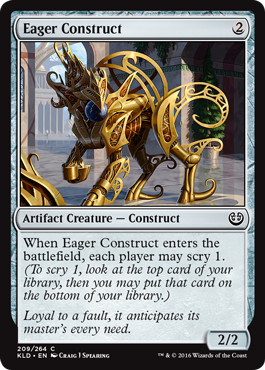 Eager Construct 2
Artifact Creature — Construct
When Eager Construct enters the
battlefield, each player may scry 1.
(To scry 1, look at the top card of your
library, then you may put that card on
the bottom of your library.)
Loyal to a fault, it anticipates its
master's every need.
2/2
209/264 C
KLD • EN CRAIG J SPEARING
™ & © 2016 Wizards of the Coast